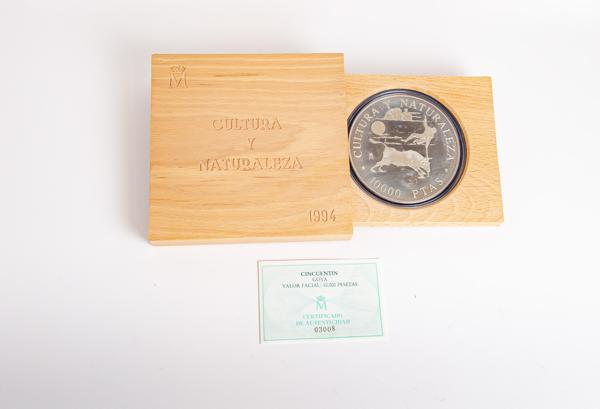 M
CULTURA
Y
NATURALEZA
1994
CULTURA Y NATURALEZA
10000 PTAS
CINCUENTIN
GOYA
VALOR FACIAL: 10.000 PESETAS
M
CERTIFICADO
DE AUTENTICIDAD
03008